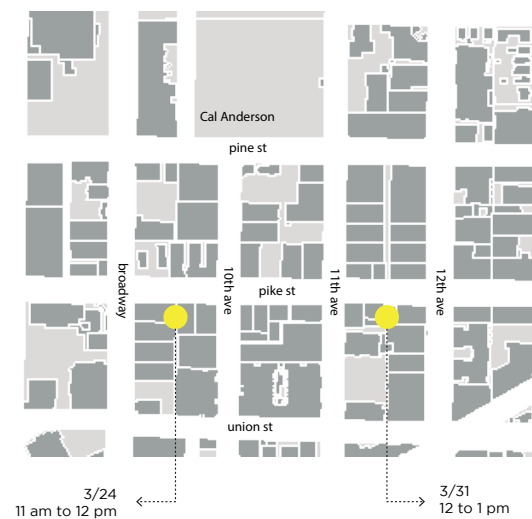 Cal Anderson
pine st
broadway
10th ave
pike st
11th ave
12th ave
union st
3/24
11 am to 12 pm
3/31
12 to 1 pm